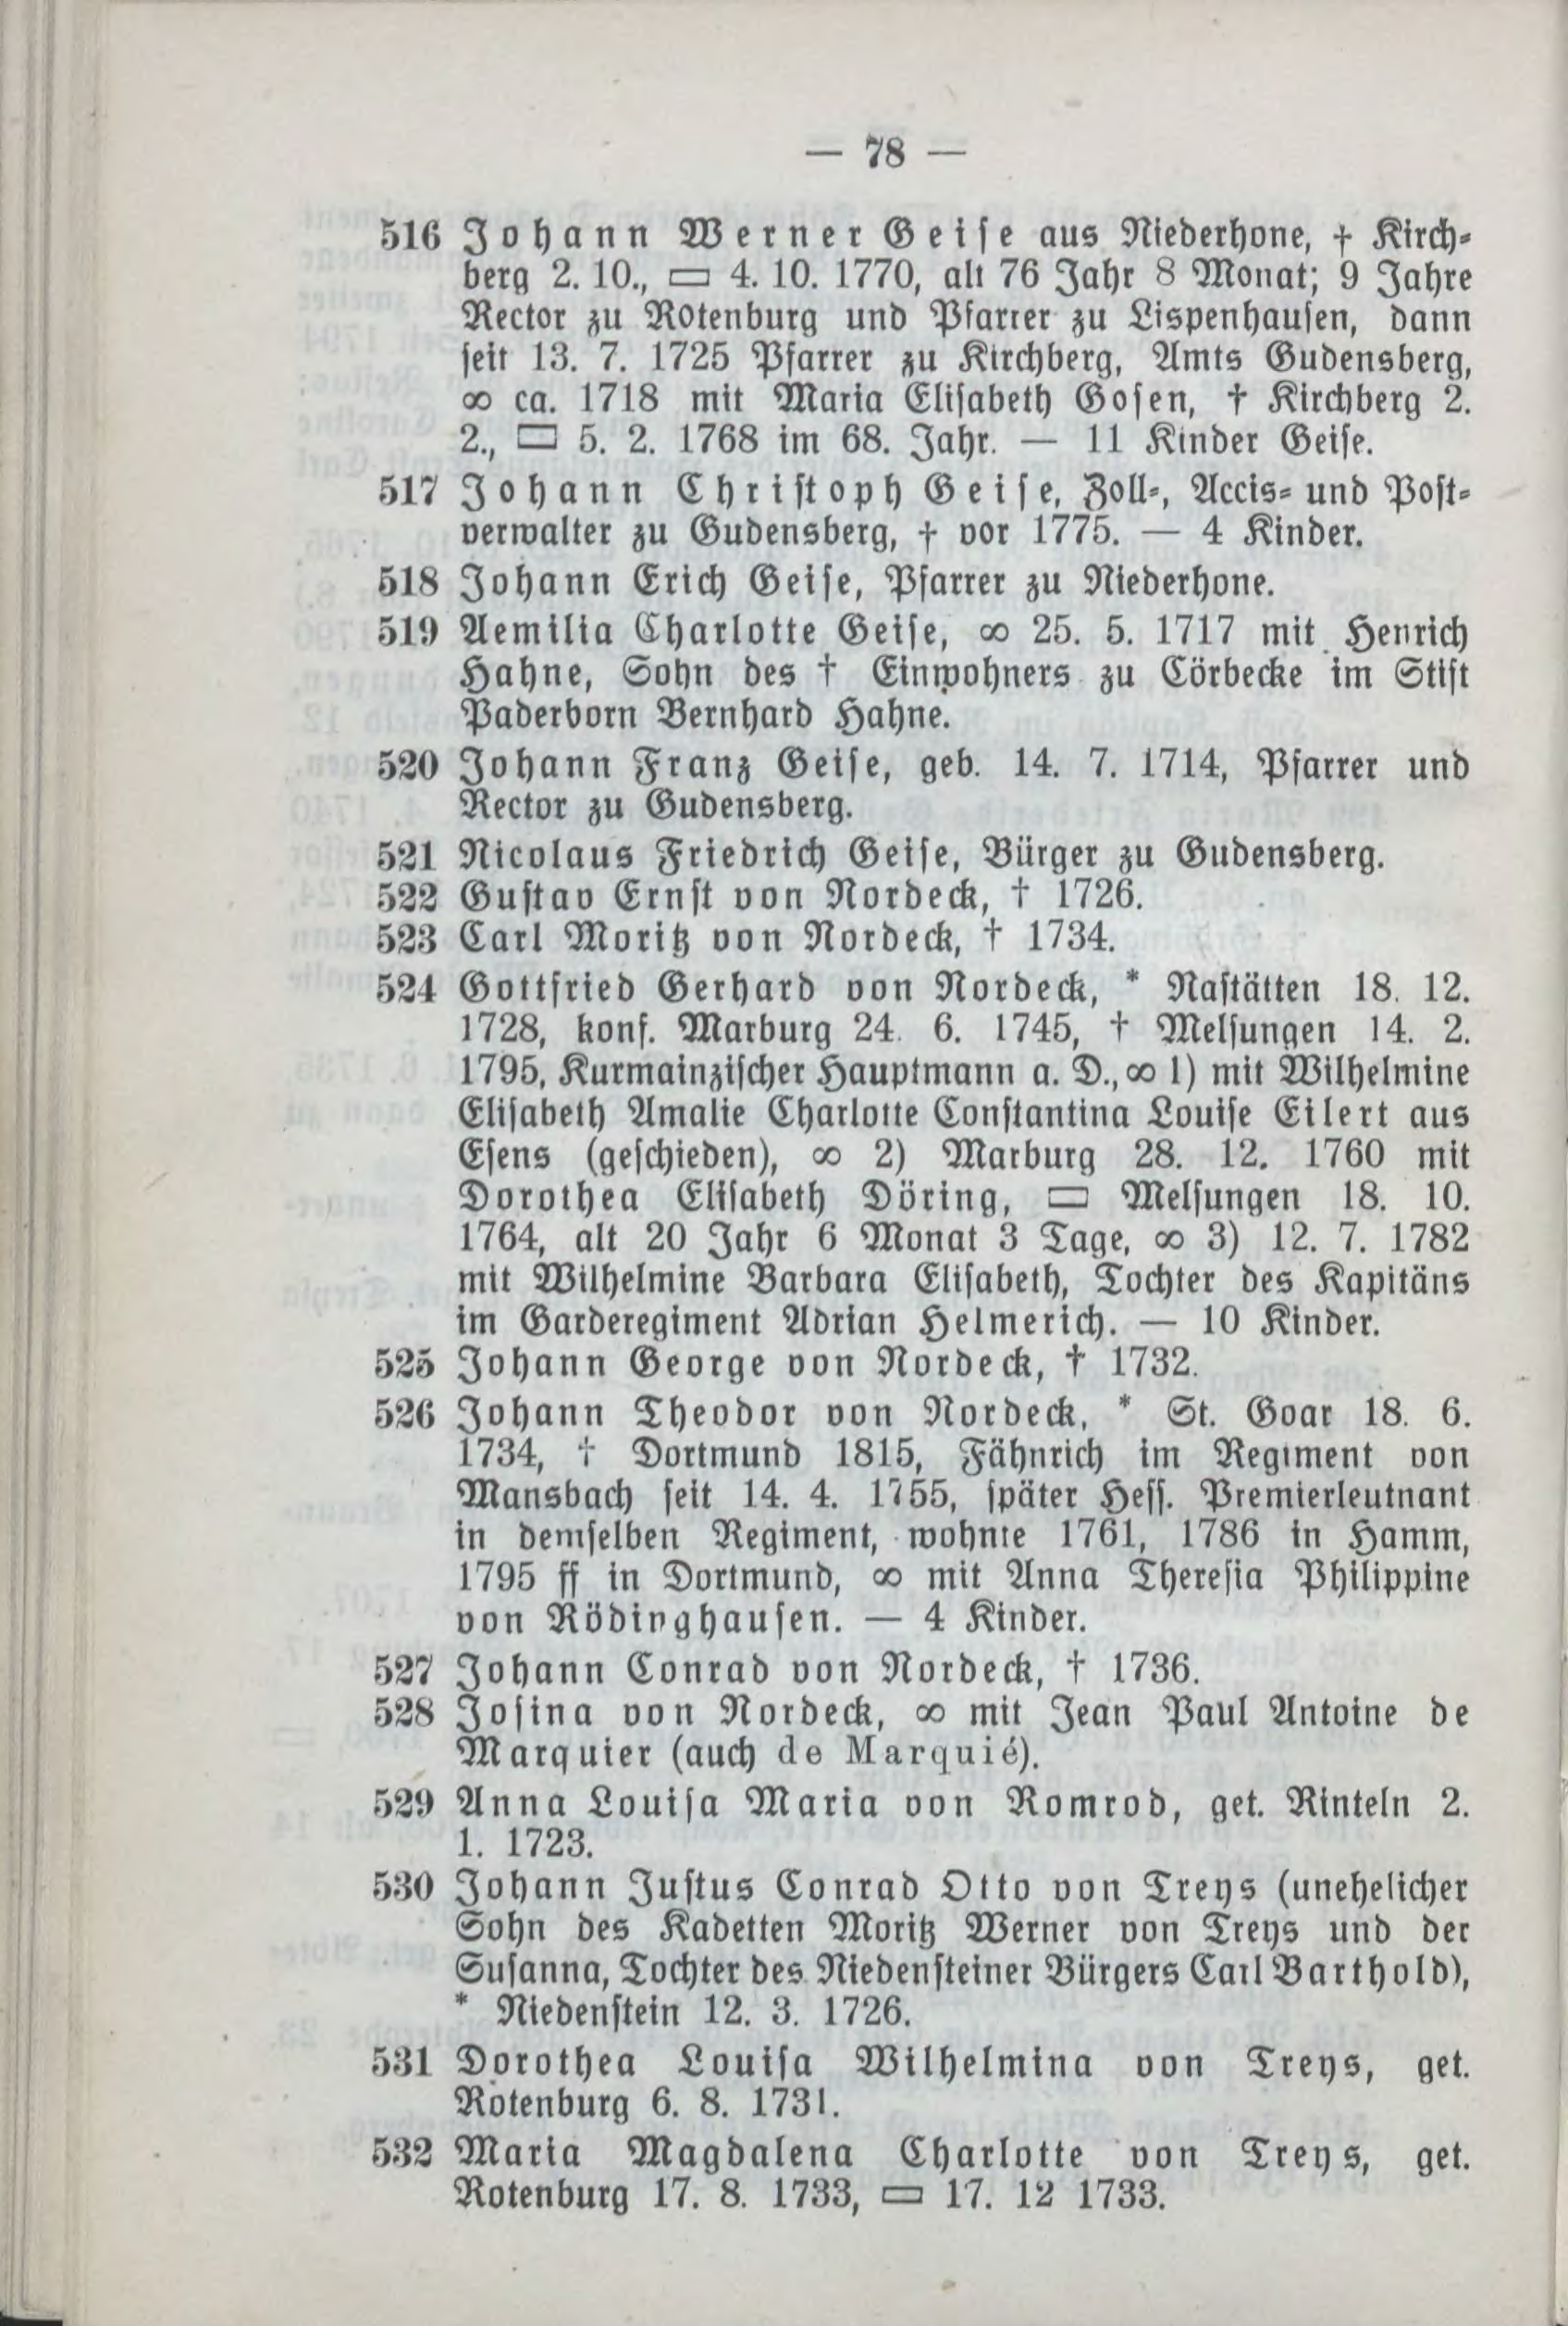 — 78 —
516 Johann Werner Geise aus Niederhone, † Kirch-
berg 2. 10., ▭ 4. 10. 1770, alt 76 Jahr 8 Monat; 9 Jahre
Rector zu Rotenburg und Pfarrer zu Lispenhausen, dann
seit 13. 7. 1725 Pfarrer zu Kirchberg, Amts Gudensberg,
∞ ca. 1718 mit Maria Elisabeth Gosen, † Kirchberg 2.
2., ▭ 5. 2. 1768 im 68. Jahr. — 11 Kinder Geise.
517 Johann Christoph Geise, Zoll-, Accis- und Post-
verwalter zu Gudensberg, † vor 1775. — 4 Kinder.
518 Johann Erich Geise, Pfarrer zu Niederhone.
519 Aemilia Charlotte Geise, ∞ 25. 5. 1717 mit Henrich
Hahne, Sohn des † Einwohners zu Cörbecke im Stift
Paderborn Bernhard Hahne.
520 Johann Franz Geise, geb. 14. 7. 1714, Pfarrer und
Rector zu Gudensberg.
521 Nicolaus Friedrich Geise, Bürger zu Gudensberg.
522 Gustav Ernst von Nordeck, † 1726.
523 Carl Moritz von Nordeck, † 1734.
524 Gottfried Gerhard von Nordeck, * Nastätten 18. 12.
1728, konf. Marburg 24. 6. 1745, † Melsungen 14. 2.
1795, Kurmainzischer Hauptmann a. D., ∞ 1) mit Wilhelmine
Elisabeth Amalie Charlotte Constantina Louise Eilert aus
Esens (geschieden), ∞ 2) Marburg 28. 12. 1760 mit
Dorothea Elisabeth Döring, ▭ Melsungen 18. 10.
1764, alt 20 Jahr 6 Monat 3 Tage, ∞ 3) 12. 7. 1782
mit Wilhelmine Barbara Elisabeth, Tochter des Kapitäns
im Garderegiment Adrian Helmerich. — 10 Kinder.
525 Johann George von Nordeck, † 1732.
526 Johann Theodor von Nordeck, * St. Goar 18. 6.
1734, † Dortmund 1815, Fähnrich im Regiment von
Mansbach seit 14. 4. 1755, später Hess. Premierleutnant
in demselben Regiment, wohnte 1761, 1786 in Hamm,
1795 ff in Dortmund, ∞ mit Anna Theresia Philippine
von Rödinghausen. — 4 Kinder.
527 Johann Conrad von Nordeck, † 1736.
528 Josina von Nordeck, ∞ mit Jean Paul Antoine de
Marquier (auch de Marquié).
529 Anna Louisa Maria von Romrod, get. Rinteln 2.
1. 1723.
530 Johann Justus Conrad Otto von Treys (unehelicher
Sohn des Kadetten Moritz Werner von Treys und der
Susanna, Tochter des Niedensteiner Bürgers Carl Barthold),
* Niedenstein 12. 3. 1726.
531 Dorothea Louisa Wilhelmina von Treys, get.
Rotenburg 6. 8. 1731.
532 Maria Magdalena Charlotte von Treys, get.
Rotenburg 17. 8. 1733, ▭ 17. 12 1733.